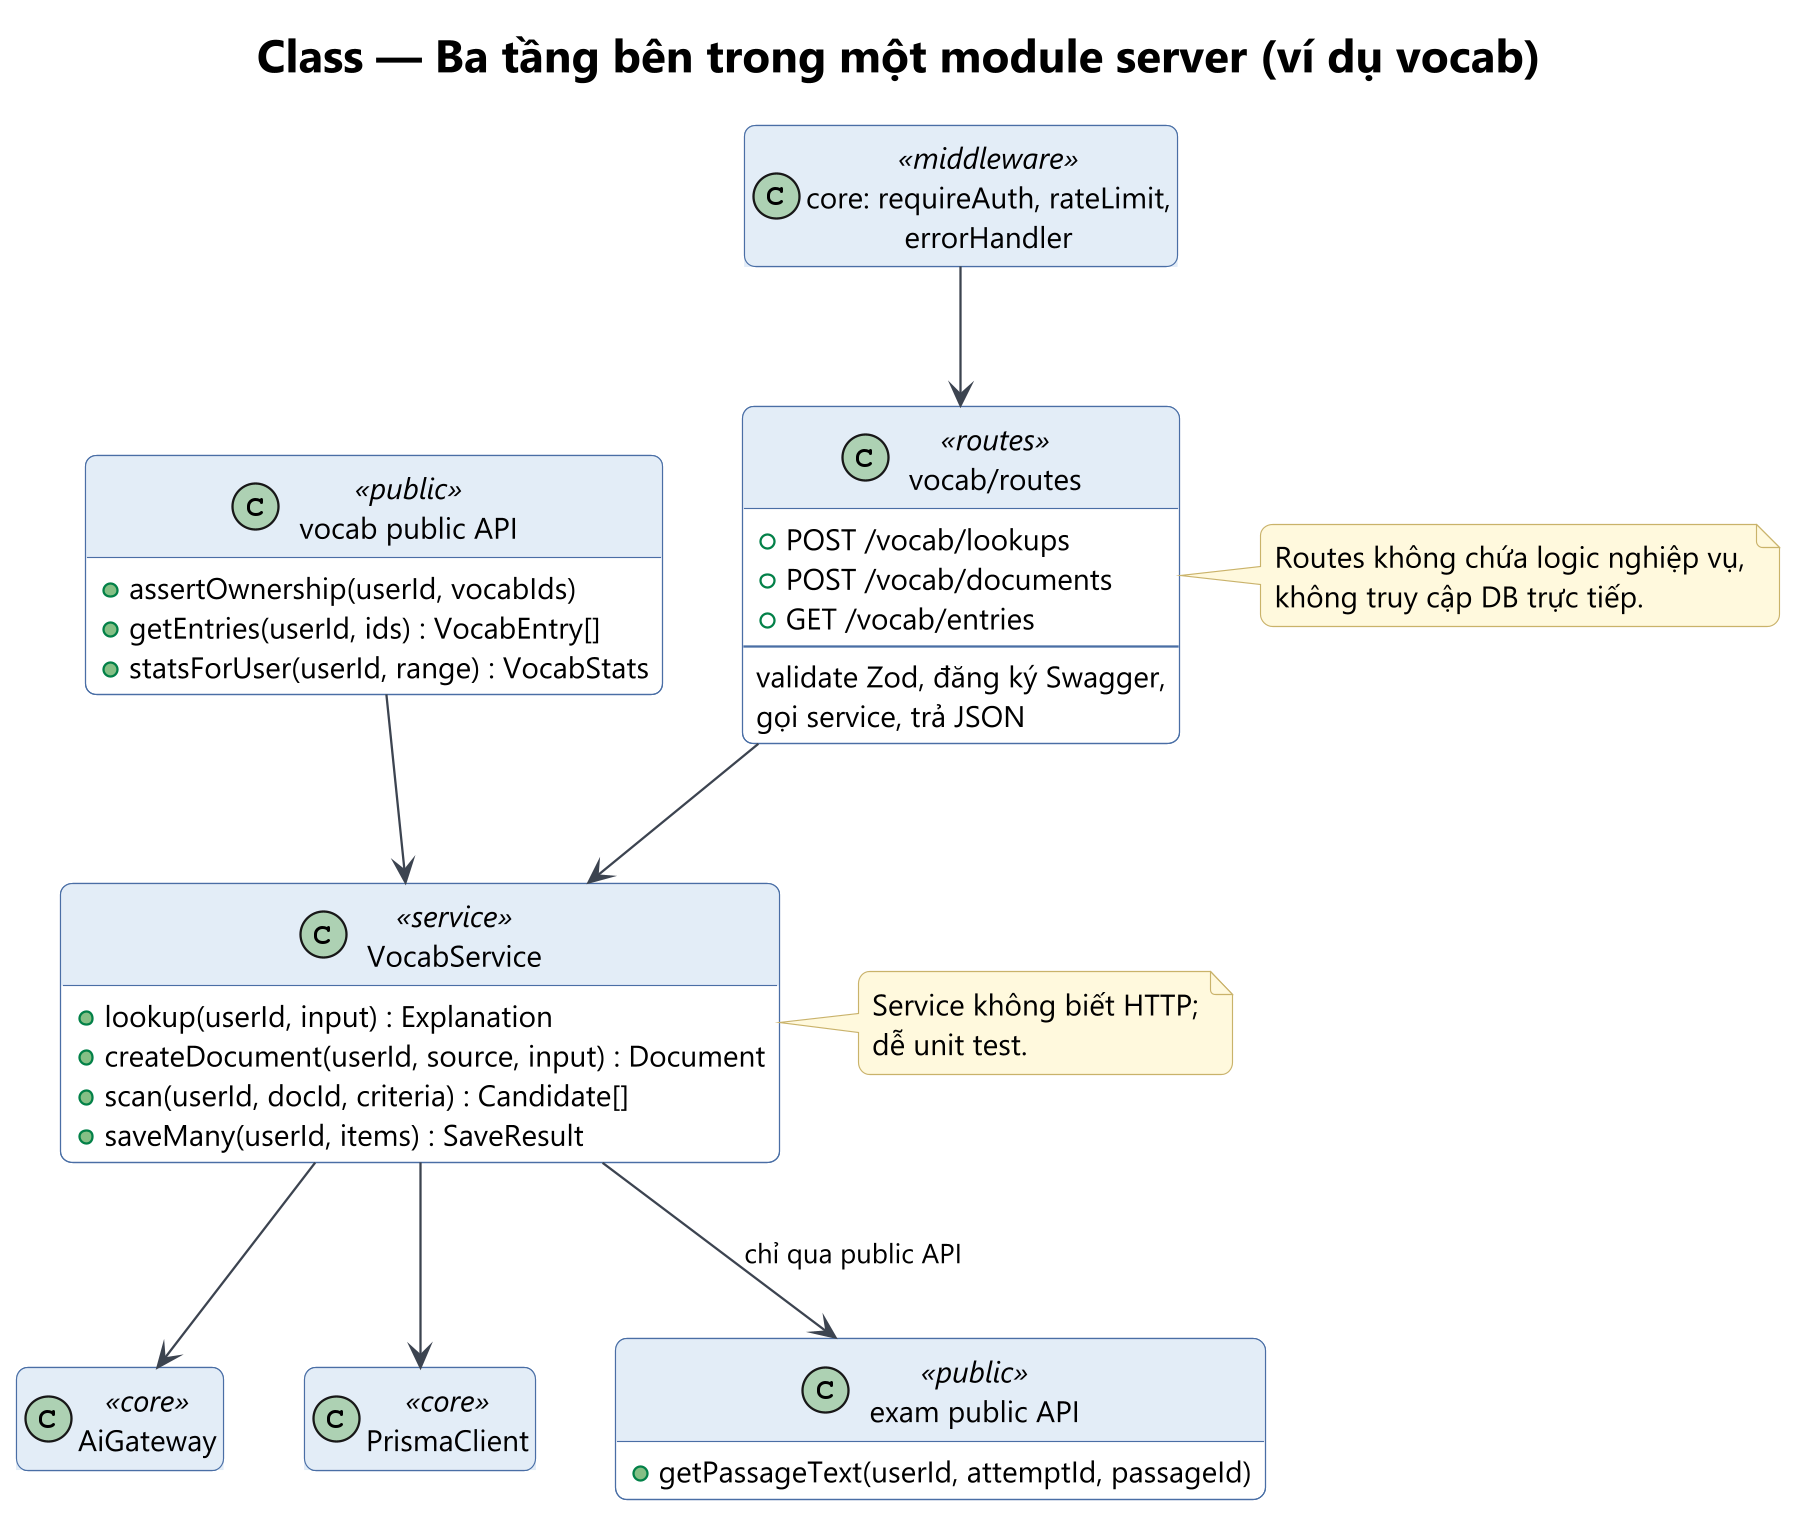 Class — Ba tầng bên trong một module server (ví dụ vocab)
«middleware»
C
core: requireAuth, rateLimit,
errorHandler
«public»
C
vocab public API
assertOwnership(userId, vocabIds)
getEntries(userId, ids) : VocabEntry[]
statsForUser(userId, range) : VocabStats
«routes»
C
vocab/routes
POST /vocab/lookups
POST /vocab/documents
GET /vocab/entries
validate Zod, đăng ký Swagger,
gọi service, trả JSON
Routes không chứa logic nghiệp vụ,
không truy cập DB trực tiếp.
«service»
C
VocabService
lookup(userId, input) : Explanation
createDocument(userId, source, input) : Document
scan(userId, docId, criteria) : Candidate[]
saveMany(userId, items) : SaveResult
Service không biết HTTP;
dễ unit test.
chỉ qua public API
«core»
C
AiGateway
«core»
C
PrismaClient
«public»
C
exam public API
getPassageText(userId, attemptId, passageId)